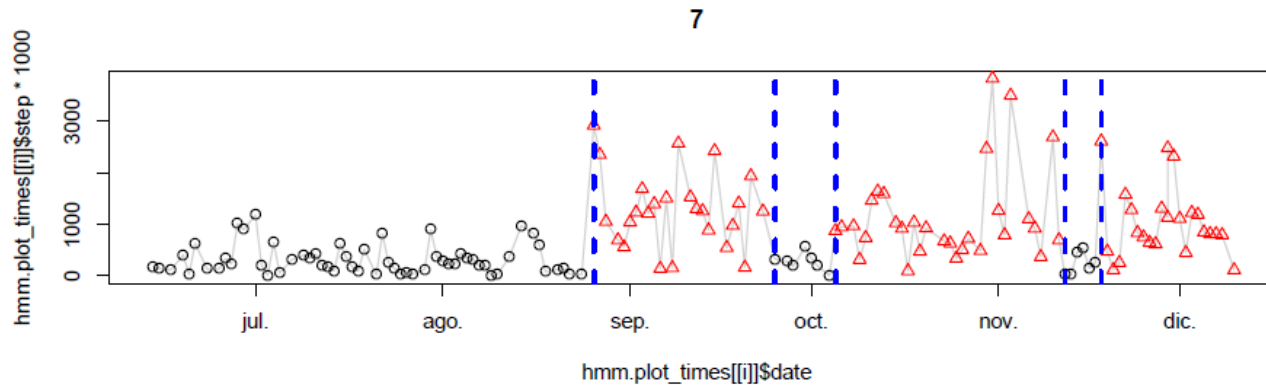 7
hmm.plot_times[[i]]$step * 1000
3000
1000
0
jul.
ago.
sep.
oct.
nov.
dic.
hmm.plot_times[[i]]$date